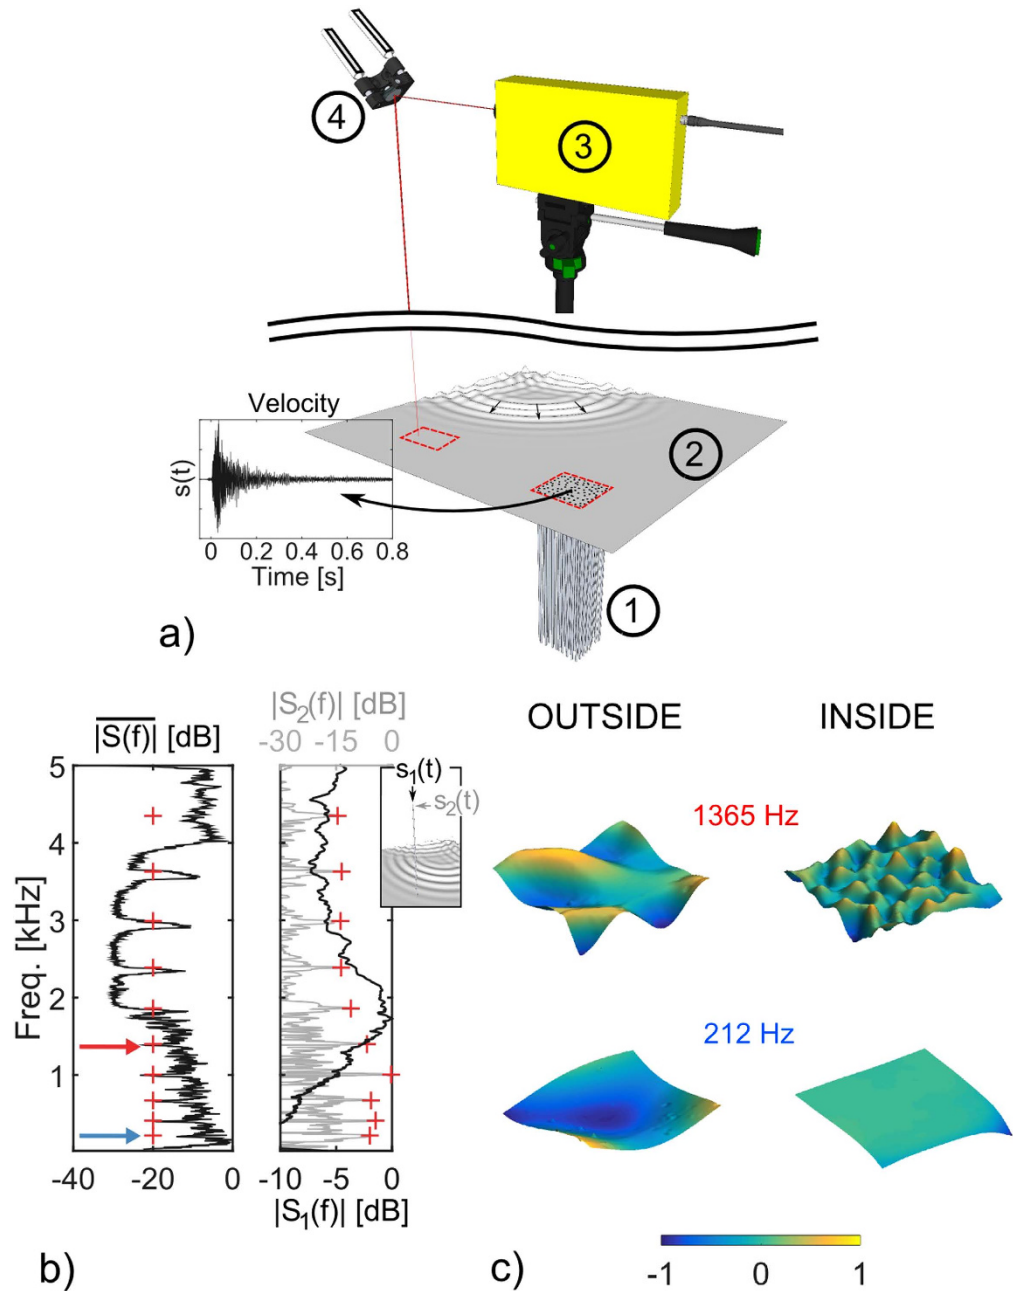 4
3
Velocity
s(t)
2
0 0.2 0.4 0.6 0.8
Time [s]
1
a)
|S(f)| [dB]
|S₂(f)| [dB]
-30 -15 0
OUTSIDE INSIDE
5
4
3
2
1
Freq. [kHz]
s₁(t)
s₂(t)
1365 Hz
212 Hz
-40 -20 0
-10 -5 0
|S₁(f)| [dB]
b)
c)
-1 0 1